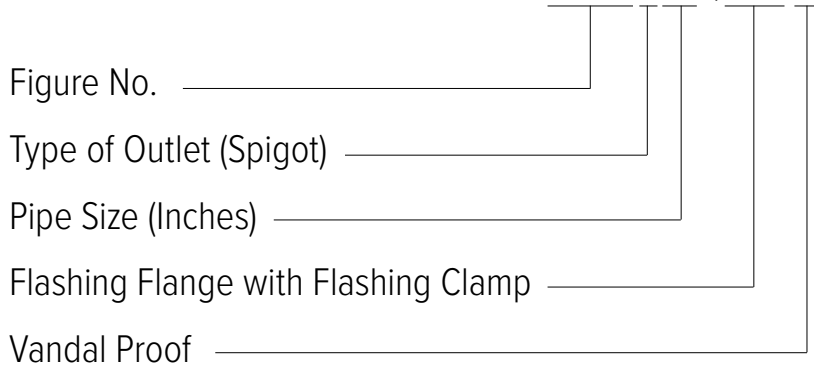 Figure No.
Type of Outlet (Spigot)
Pipe Size (Inches)
Flashing Flange with Flashing Clamp
Vandal Proof